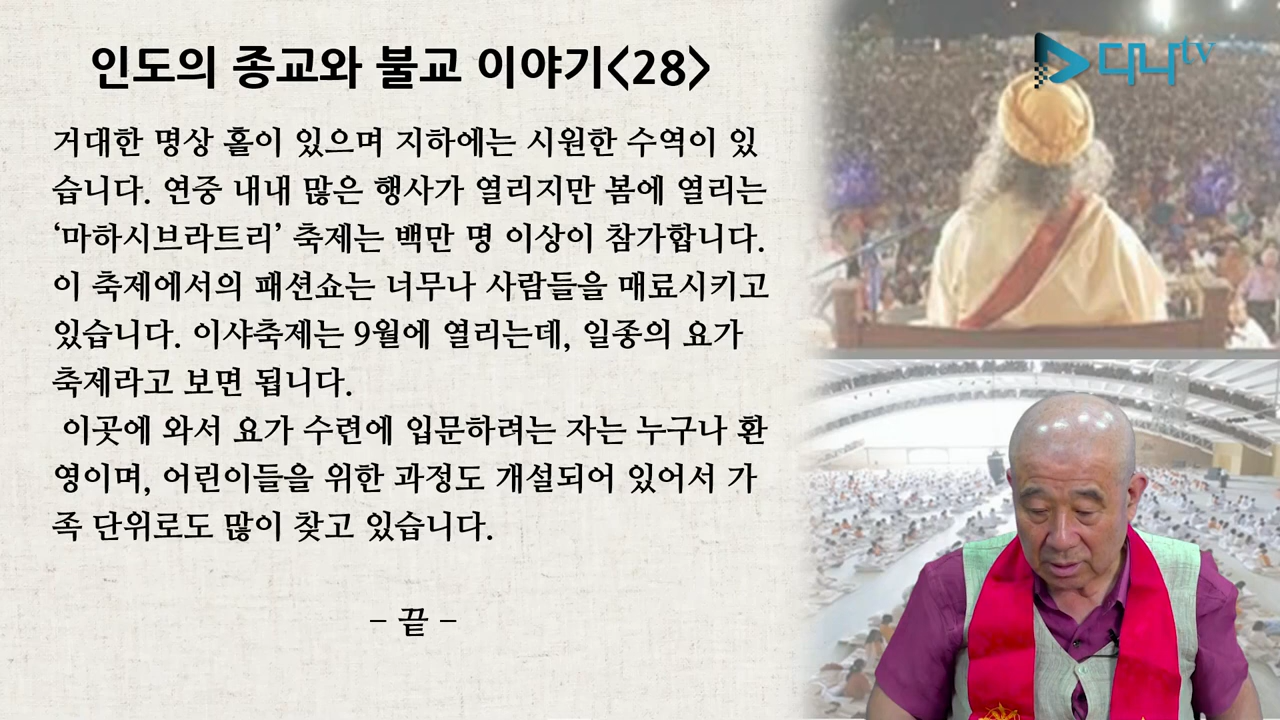 인도의 종교와 불교 이야기<28>
다나tv
거대한 명상 홀이 있으며 지하에는 시원한 수역이 있
습니다. 연중 내내 많은 행사가 열리지만 봄에 열리는
‘마하시브라트리’ 축제는 백만 명 이상이 참가합니다.
이 축제에서의 패션쇼는 너무나 사람들을 매료시키고
있습니다. 이샤축제는 9월에 열리는데, 일종의 요가
축제라고 보면 됩니다.
이곳에 와서 요가 수련에 입문하려는 자는 누구나 환
영이며, 어린이들을 위한 과정도 개설되어 있어서 가
족 단위로도 많이 찾고 있습니다.
- 끝 -